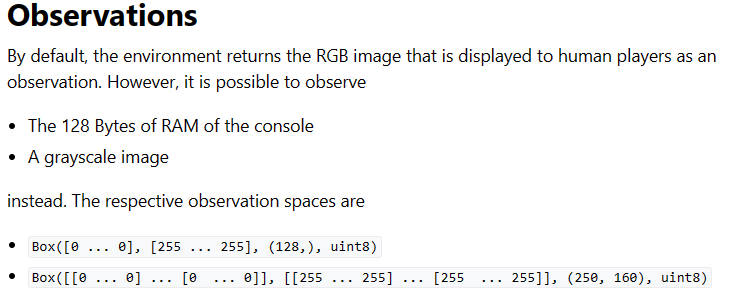 Observations
By default, the environment returns the RGB image that is displayed to human players as an
observation. However, it is possible to observe
• The 128 Bytes of RAM of the console
• A grayscale image
instead. The respective observation spaces are
• Box([0 ... 0], [255 ... 255], (128,), uint8)
• Box([[0 ... 0] ... [0  ... 0]], [[255 ... 255] ... [255  ... 255]], (250, 160), uint8)